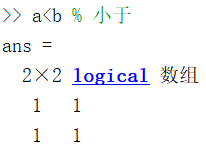 >> a<b % 小于
ans =
2×2 logical 数组
1 1
1 1